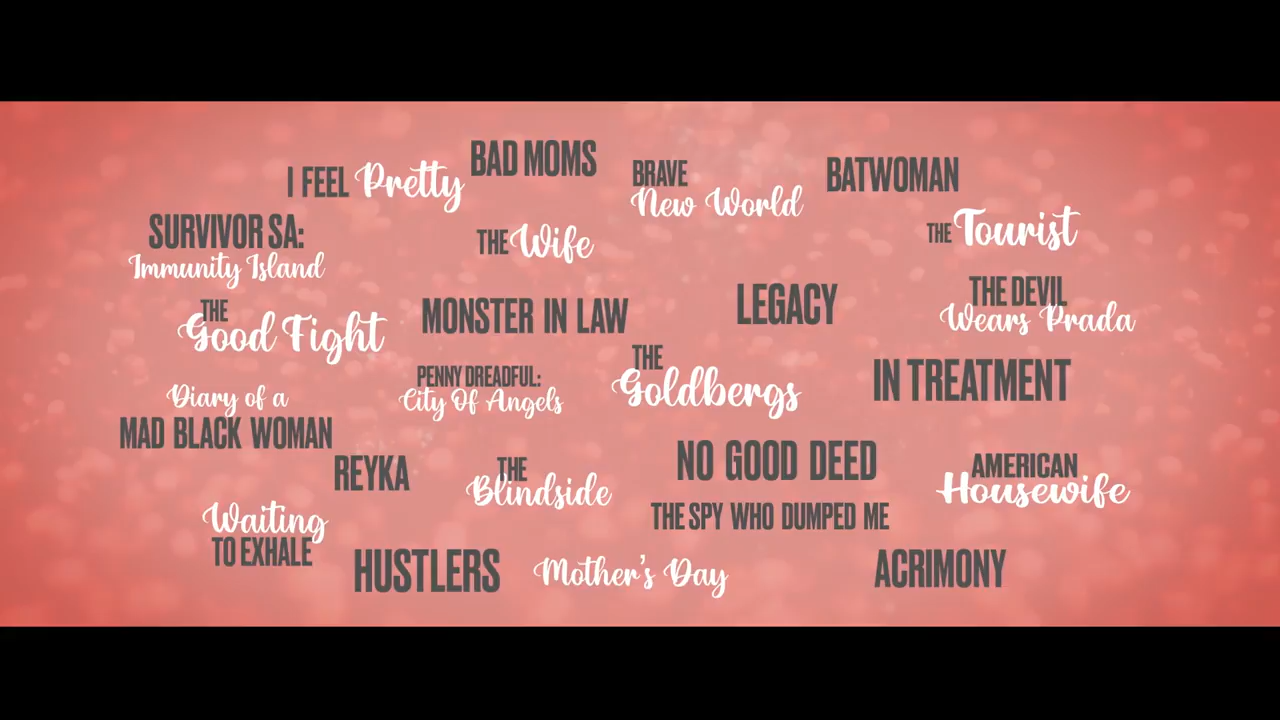 I FEEL Pretty
BAD MOMS
BRAVE
New World
BATWOMAN
SURVIVOR SA:
Immunity Island
THE Wife
THE Tourist
THE
Good Fight
MONSTER IN LAW
LEGACY
THE DEVIL
Wears Prada
Diary of a
MAD BLACK WOMAN
PENNY DREADFUL:
City Of Angels
THE
Goldbergs
IN TREATMENT
REYKA
THE
Blindside
NO GOOD DEED
AMERICAN
Housewife
Waiting
TO EXHALE
THE SPY WHO DUMPED ME
HUSTLERS
Mother's Day
ACRIMONY